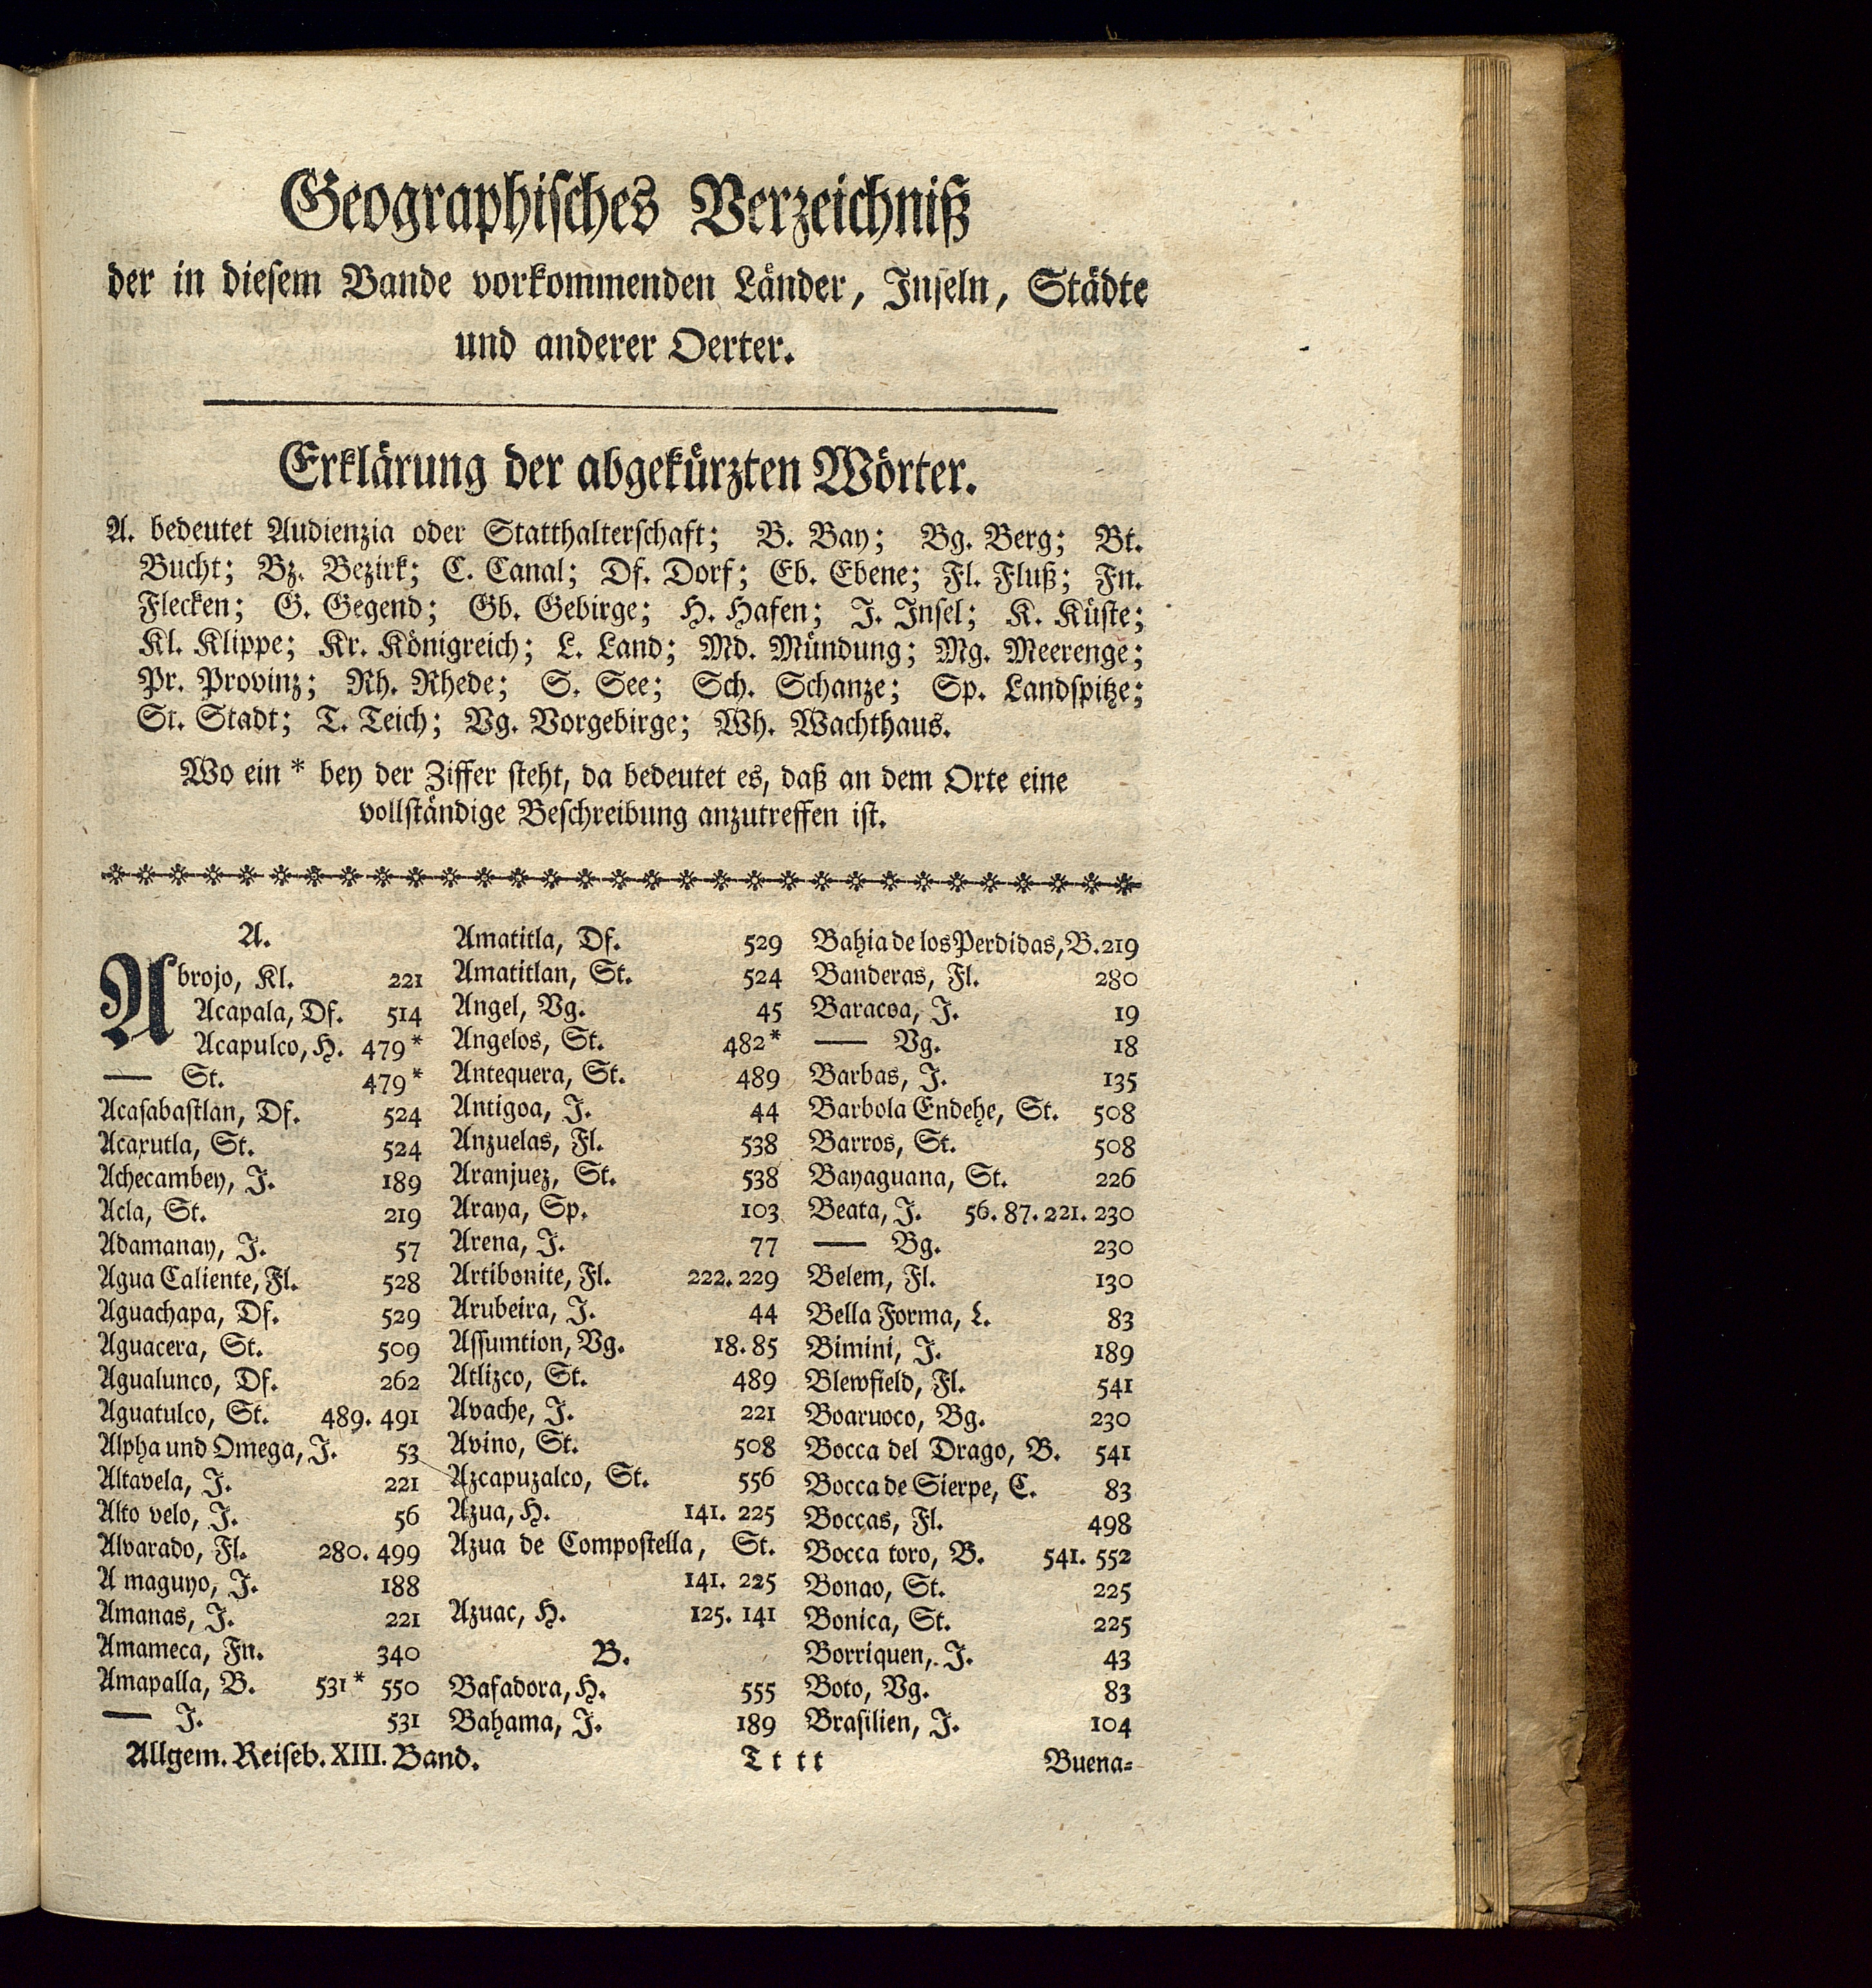 Geographisches Verzeichniß
der in diesem Bande vorkommenden Länder, Inseln, Städte
und anderer Oerter.
Erklärung der abgekürzten Wörter.
A. bedeutet Audienzia oder Statthalterschaft; B. Bay; Bg. Berg; Bt.
Bucht; Bz. Bezirk; C. Canal; Df. Dorf; Eb. Ebene; Fl. Fluß; Fn.
Flecken; G. Gegend; Gb. Gebirge; H. Hafen; J. Insel; K. Küste;
Kl. Klippe; Kr. Königreich; L. Land; Md. Mündung; Mg. Meerenge;
Pr. Provinz; Rh. Rhede; S. See; Sch. Schanze; Sp. Landspitze;
St. Stadt; T. Teich; Vg. Vorgebirge; Wh. Wachthaus.
Wo ein * bey der Ziffer steht, da bedeutet es, daß an dem Orte eine
vollständige Beschreibung anzutreffen ist.
A.
Abrojo, Kl. 221
Acapala, Df. 514
Acapulco, H. 479*
— St. 479*
Acasabastlan, Df. 524
Acaxutla, St. 524
Achecambey, J. 189
Acla, St. 219
Adamanay, J. 57
Agua Caliente, Fl. 528
Aguachapa, Df. 529
Aguacera, St. 509
Agualunco, Df. 262
Aguatulco, St. 489. 491
Alpha und Omega, J. 53
Altavela, J. 221
Alto velo, J. 56
Alvarado, Fl. 280. 499
A maguyo, J. 188
Amanas, J. 221
Amameca, Fn. 340
Amapalla, B. 531* 550
— J. 531
Amatitla, Df. 529
Amatitlan, St. 524
Angel, Vg. 45
Angelos, St. 482*
Antequera, St. 489
Antigoa, J. 44
Anzuelas, Fl. 538
Aranjuez, St. 538
Araya, Sp. 103
Arena, J. 77
Artibonite, Fl. 222. 229
Arubeira, J. 44
Assumtion, Vg. 18. 85
Atlizco, St. 489
Avache, J. 221
Avino, St. 508
Azcapuzalco, St. 556
Azua, H. 141. 225
Azua de Compostella, St.
141. 225
Azuac, H. 125. 141
B.
Bafadora, H. 555
Bahama, J. 189
Bahia de los Perdidas, B. 219
Banderas, Fl. 280
Baracoa, J. 19
— Vg. 18
Barbas, J. 135
Barbola Endehe, St. 508
Barros, St. 508
Bayaguana, St. 226
Beata, J. 56. 87. 221. 230
— Bg. 230
Belem, Fl. 130
Bella Forma, L. 83
Bimini, J. 189
Blewfield, Fl. 541
Boaruoco, Bg. 230
Bocca del Drago, B. 541
Bocca de Sierpe, C. 83
Boccas, Fl. 498
Bocca toro, B. 541. 552
Bonao, St. 225
Bonica, St. 225
Borriquen, J. 43
Boto, Vg. 83
Brasilien, J. 104
Allgem. Reiseb. XIII. Band. Tt tt Buena=